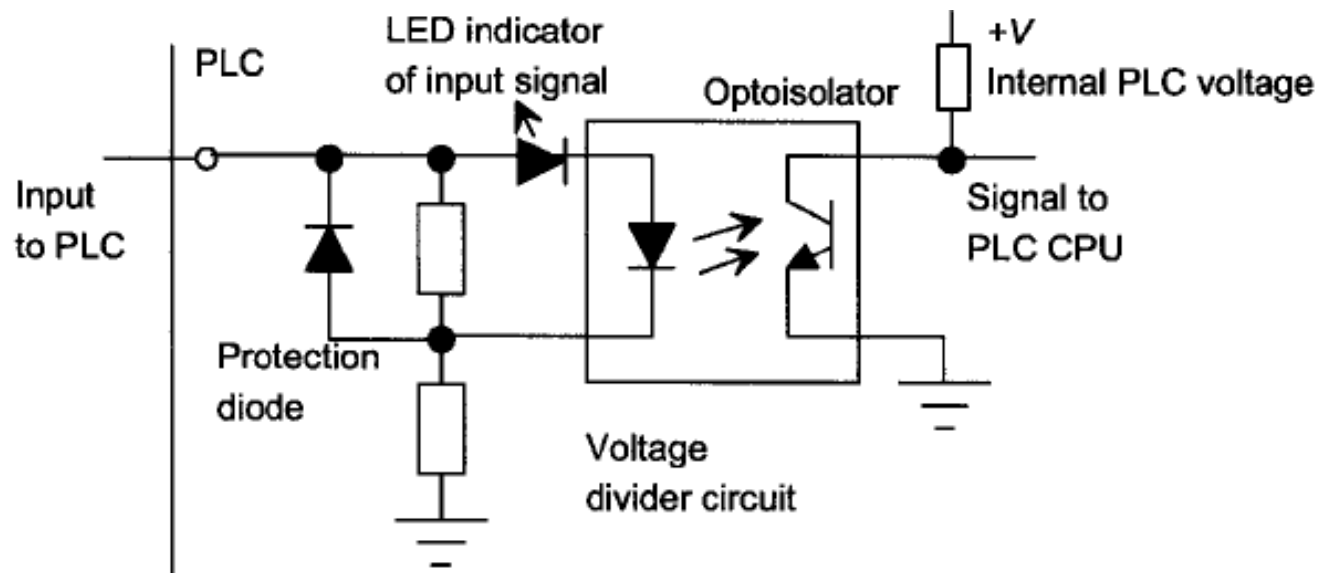 PLC
LED indicator
of input signal
Optoisolator
+V
Internal PLC voltage
Input
to PLC
Signal to
PLC CPU
Protection
diode
Voltage
divider circuit